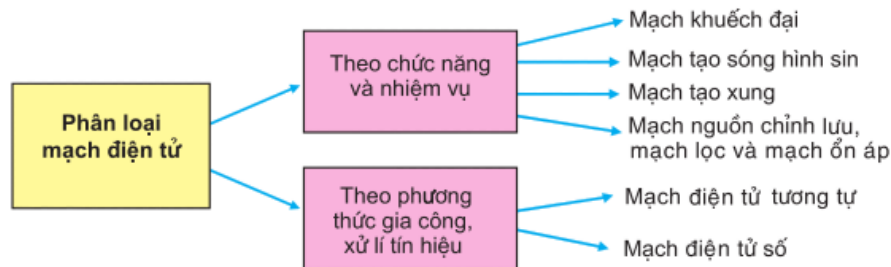 Phân loại
mạch điện tử
Theo chức năng
và nhiệm vụ
Mạch khuếch đại
Mạch tạo sóng hình sin
Mạch tạo xung
Mạch nguồn chỉnh lưu,
mạch lọc và mạch ổn áp
Theo phương
thức gia công,
xử lí tín hiệu
Mạch điện tử tương tự
Mạch điện tử số